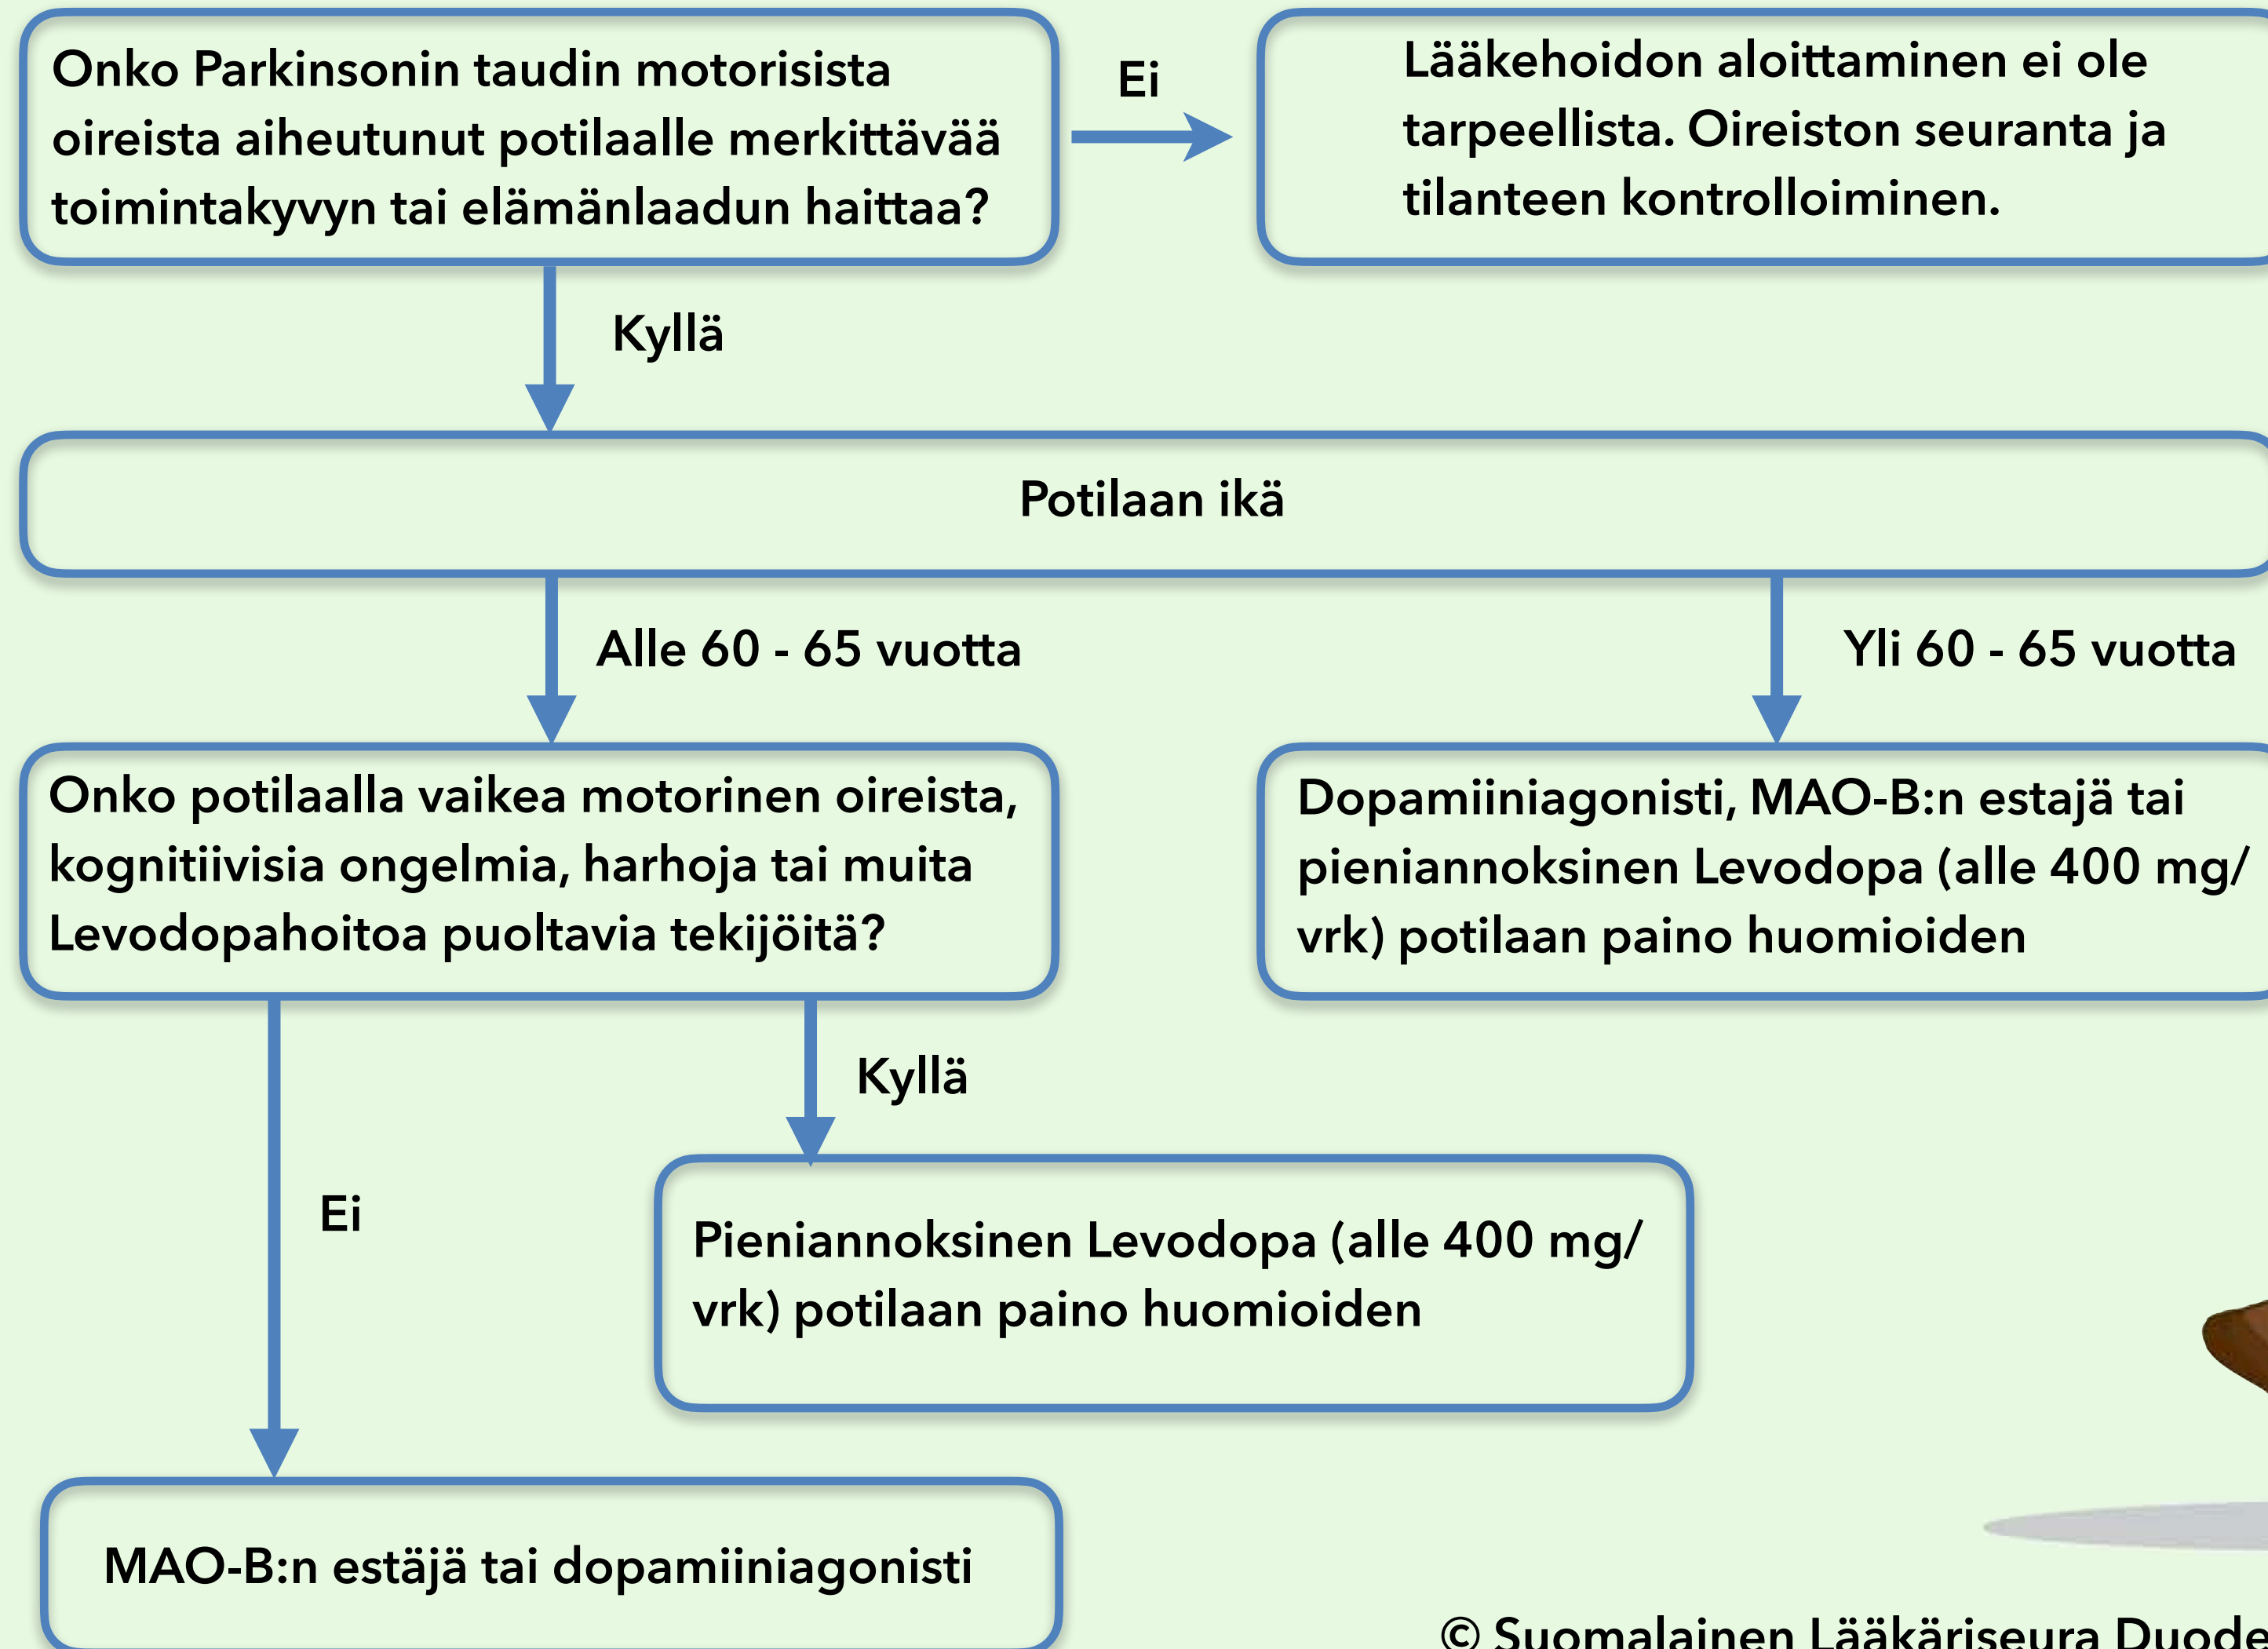 Onko Parkinsonin taudin motorisista
oireista aiheutunut potilaalle merkittävää
toimintakyvyn tai elämänlaadun haittaa?
Ei
Lääkehoidon aloittaminen ei ole
tarpeellista. Oireiston seuranta ja
tilanteen kontrolloiminen.
Kyllä
Potilaan ikä
Alle 60 - 65 vuotta
Yli 60 - 65 vuotta
Onko potilaalla vaikea motorinen oireista,
kognitiivisia ongelmia, harhoja tai muita
Levodopahoitoa puoltavia tekijöitä?
Dopamiiniagonisti, MAO-B:n estajä tai
pieniannoksinen Levodopa (alle 400 mg/
vrk) potilaan paino huomioiden
Kyllä
Ei
Pieniannoksinen Levodopa (alle 400 mg/
vrk) potilaan paino huomioiden
MAO-B:n estäjä tai dopamiiniagonisti
© Suomalainen Lääkäriseura Duode